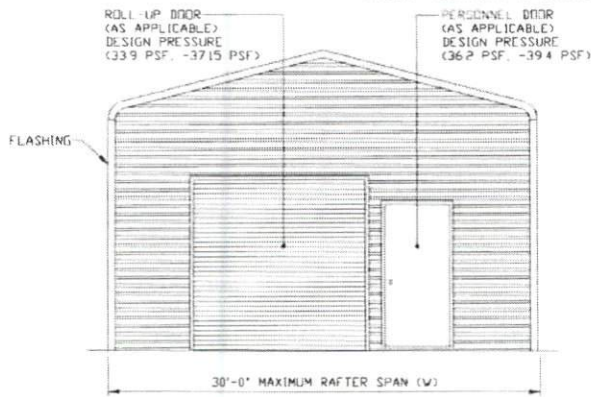 ROLL-UP DOOR
(AS APPLICABLE)
DESIGN PRESSURE
(33.9 PSF, -37.15 PSF)
PERSONNEL DOOR
(AS APPLICABLE)
DESIGN PRESSURE
(36.2 PSF, -39.4 PSF)
FLASHING
30'-0" MAXIMUM RAFTER SPAN (W)